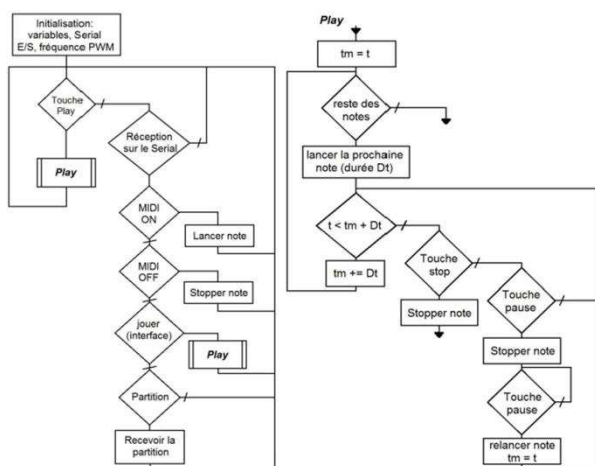 Initialisation:
variables, Serial
E/S, fréquence PWM
Touche
Play
Play
Réception
sur le Serial
MIDI
ON
Lancer note
MIDI
OFF
Stopper note
jouer
(interface)
Play
Partition
Recevoir la
partition
Play
tm = t
reste des
notes
lancer la prochaine
note (durée Dt)
t < tm + Dt
tm += Dt
Touche
stop
Stopper note
Touche
pause
Stopper note
Touche
pause
relancer note
tm = t